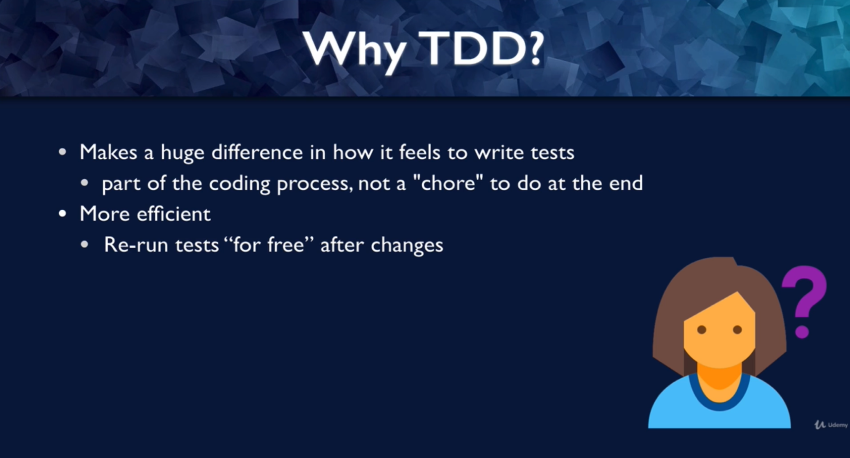 Why TDD?
• Makes a huge difference in how it feels to write tests
• part of the coding process, not a "chore" to do at the end
• More efficient
• Re-run tests “for free” after changes
?
Udemy